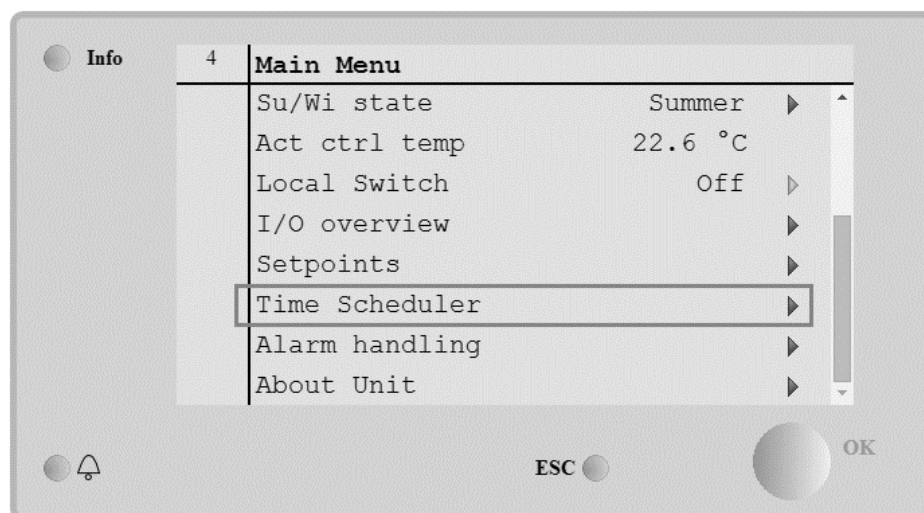 Info
4 Main Menu
Su/Wi state Summer
Act ctrl temp 22.6 °C
Local Switch Off
I/O overview
Setpoints
Time Scheduler
Alarm handling
About Unit
ESC
OK